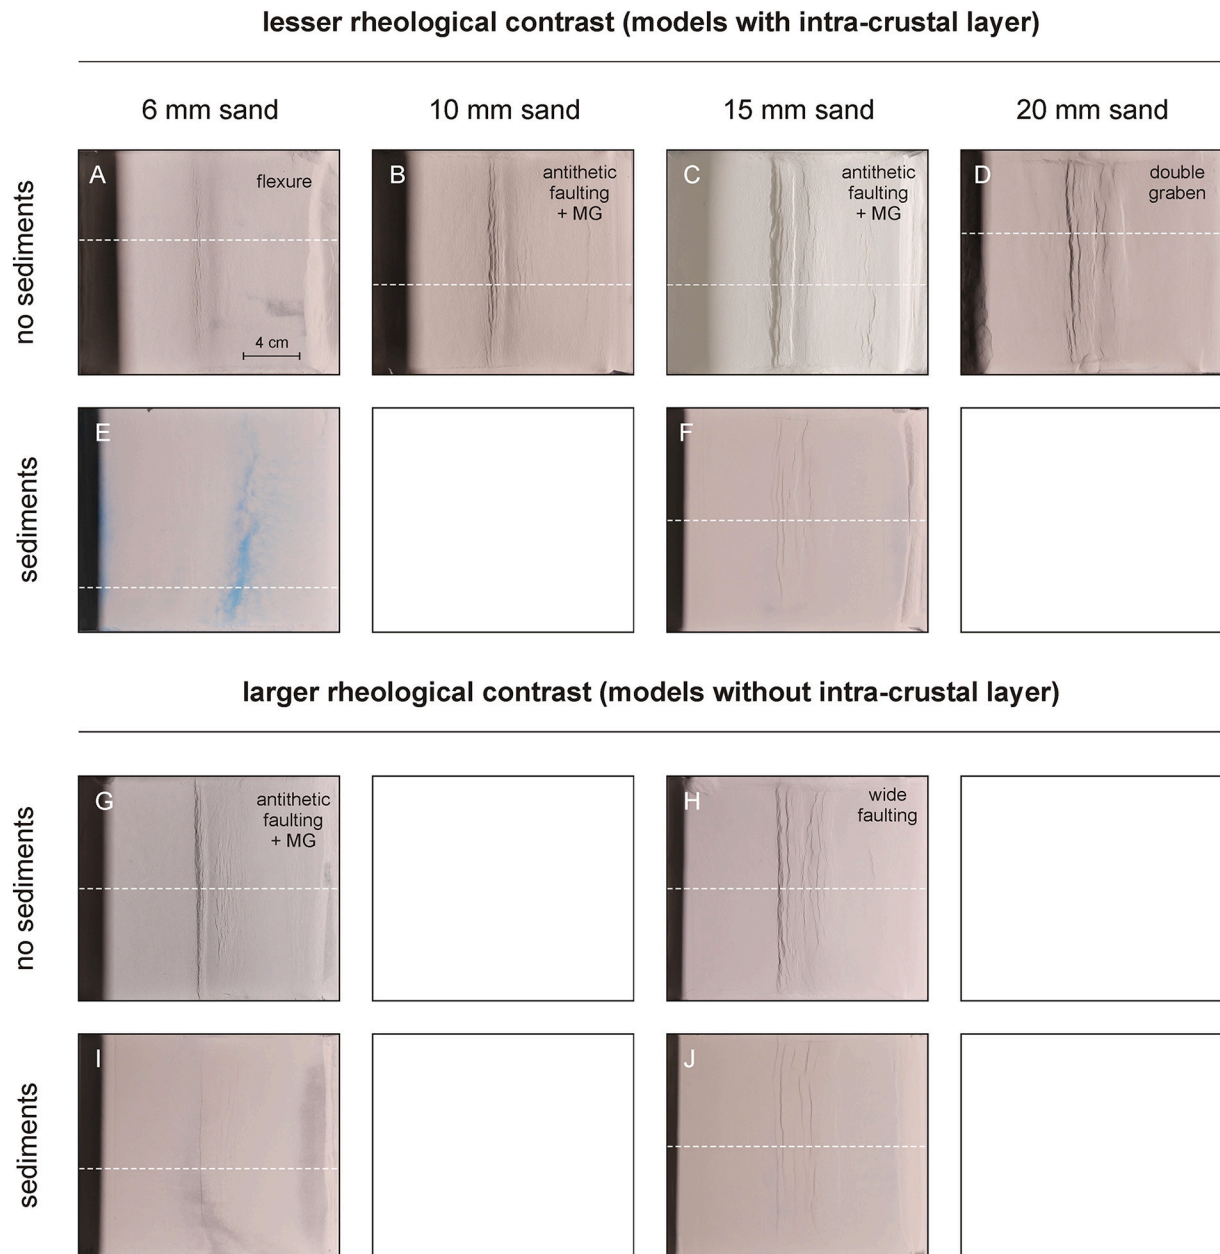 lesser rheological contrast (models with intra-crustal layer)
6 mm sand
10 mm sand
15 mm sand
20 mm sand
no sediments
A
flexure
4 cm
B
antithetic
faulting
+ MG
C
antithetic
faulting
+ MG
D
double
graben
sediments
E
F
larger rheological contrast (models without intra-crustal layer)
no sediments
G
antithetic
faulting
+ MG
H
wide
faulting
sediments
I
J